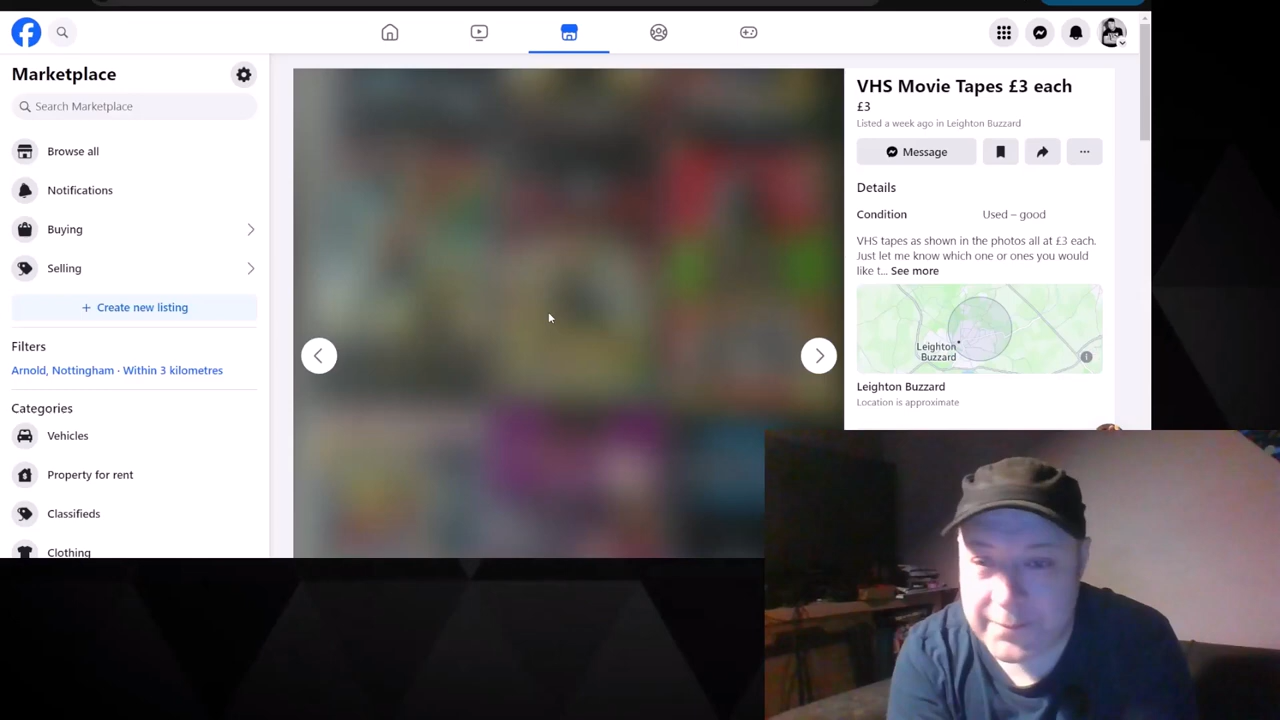 Marketplace
Search Marketplace
Browse all
Notifications
Buying
Selling
+ Create new listing
Filters
Arnold, Nottingham · Within 3 kilometres
Categories
Vehicles
Property for rent
Classifieds
Clothing
VHS Movie Tapes £3 each
£3
Listed a week ago in Leighton Buzzard
Message
Details
Condition Used – good
VHS tapes as shown in the photos all at £3 each.
Just let me know which one or ones you would
like t... See more
Leighton
Buzzard
Leighton Buzzard
Location is approximate